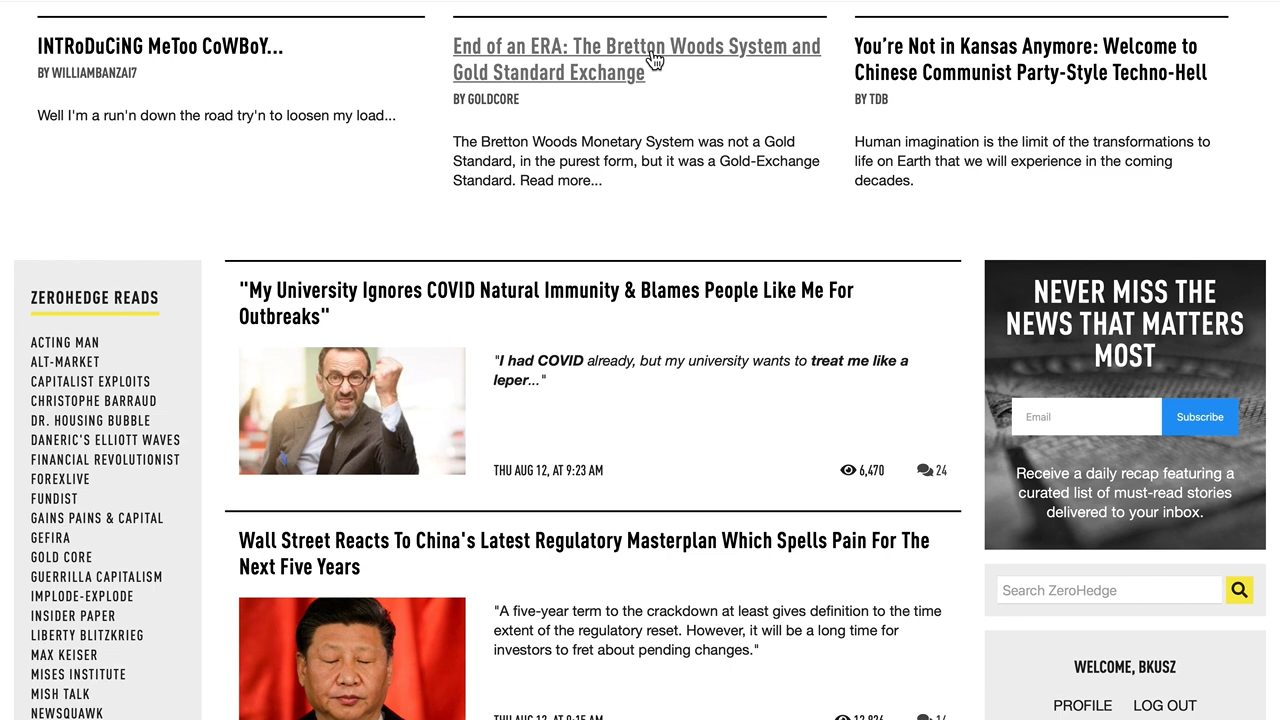 INTRoDuCiNG MeToo CoWBoY...
BY WILLIAMBANZAI7
Well I'm a run'n down the road try'n to loosen my load...
End of an ERA: The Bretton Woods System and
Gold Standard Exchange
BY GOLDCORE
The Bretton Woods Monetary System was not a Gold
Standard, in the purest form, but it was a Gold-Exchange
Standard. Read more...
You’re Not in Kansas Anymore: Welcome to
Chinese Communist Party-Style Techno-Hell
BY TDB
Human imagination is the limit of the transformations to
life on Earth that we will experience in the coming
decades.
ZEROHEDGE READS
ACTING MAN
ALT-MARKET
CAPITALIST EXPLOITS
CHRISTOPHE BARRAUD
DR. HOUSING BUBBLE
DANERIC'S ELLIOTT WAVES
FINANCIAL REVOLUTIONIST
FOREXLIVE
FUNDIST
GAINS PAINS & CAPITAL
GEFIRA
GOLD CORE
GUERRILLA CAPITALISM
IMPLODE-EXPLODE
INSIDER PAPER
LIBERTY BLITZKRIEG
MAX KEISER
MISES INSTITUTE
MISH TALK
NEWSQUAWK
"My University Ignores COVID Natural Immunity & Blames People Like Me For
Outbreaks"
"I had COVID already, but my university wants to treat me like a
leper..."
THU AUG 12, AT 9:23 AM
6,470
24
Wall Street Reacts To China's Latest Regulatory Masterplan Which Spells Pain For The
Next Five Years
"A five-year term to the crackdown at least gives definition to the time
extent of the regulatory reset. However, it will be a long time for
investors to fret about pending changes."
THU AUG 12, AT 9:15 AM
14
NEVER MISS THE
NEWS THAT MATTERS
MOST
Email
Subscribe
Receive a daily recap featuring a
curated list of must-read stories
delivered to your inbox.
Search ZeroHedge
WELCOME, BKUSZ
PROFILE
LOG OUT